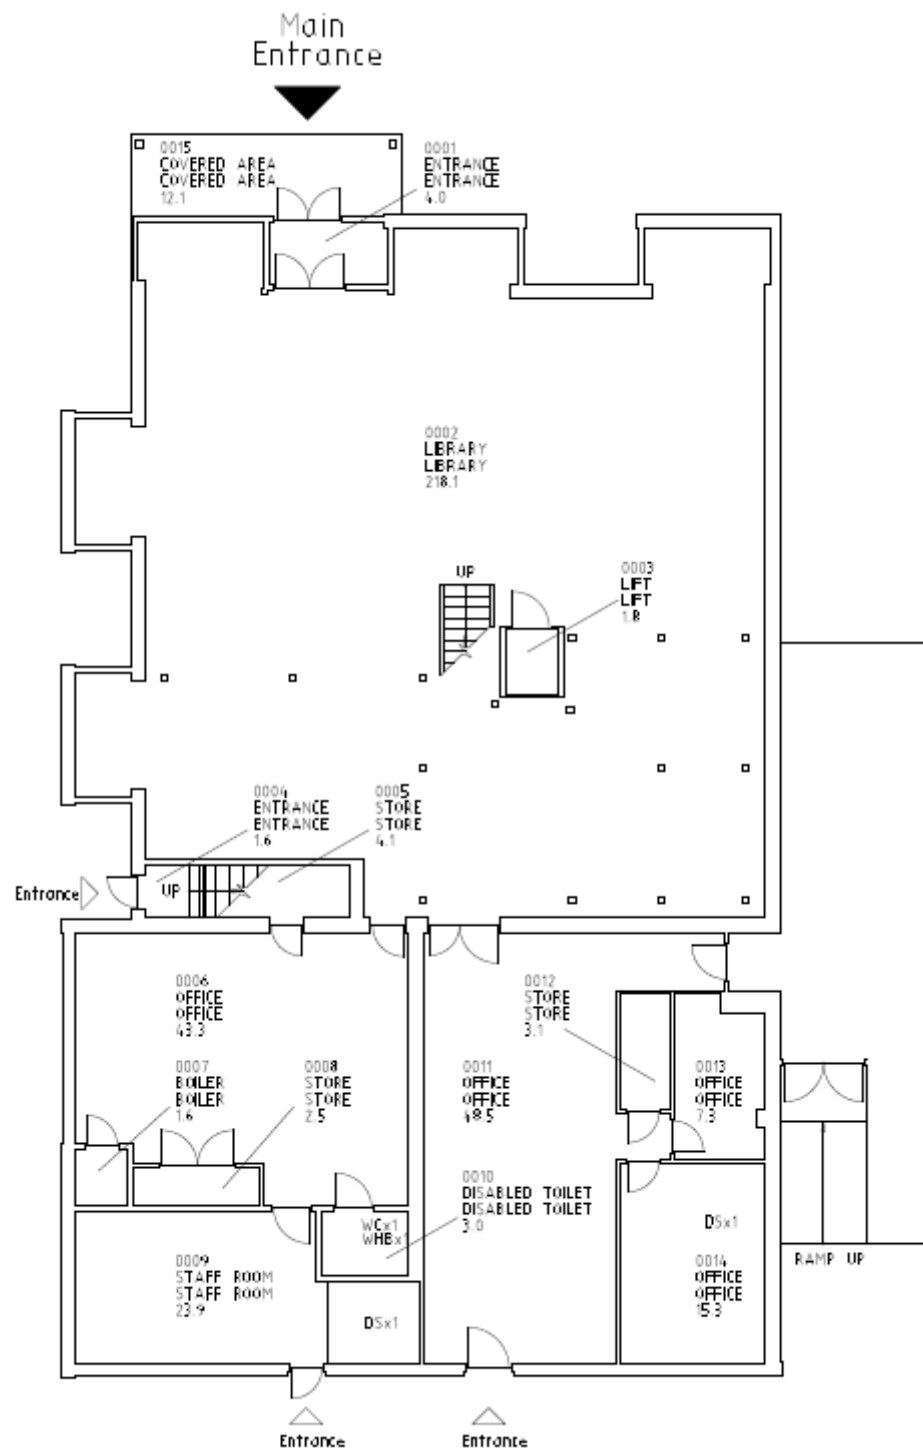 Main
Entrance
0015
COVERED AREA
COVERED AREA
12.1
0001
ENTRANCE
ENTRANCE
4.0
0002
LIBRARY
LIBRARY
218.1
UP
0003
LIFT
LIFT
1.8
0004
ENTRANCE
ENTRANCE
1.6
0005
STORE
STORE
4.1
Entrance
UP
0006
OFFICE
OFFICE
43.3
0012
STORE
STORE
3.1
0007
BOILER
BOILER
1.6
0008
STORE
STORE
2.5
0011
OFFICE
OFFICE
48.5
0013
OFFICE
OFFICE
7.3
0010
DISABLED TOILET
DISABLED TOILET
3.0
WCx1
WHBx1
DSx1
0009
STAFF ROOM
STAFF ROOM
23.9
0014
OFFICE
OFFICE
15.3
RAMP UP
DSx1
Entrance
Entrance